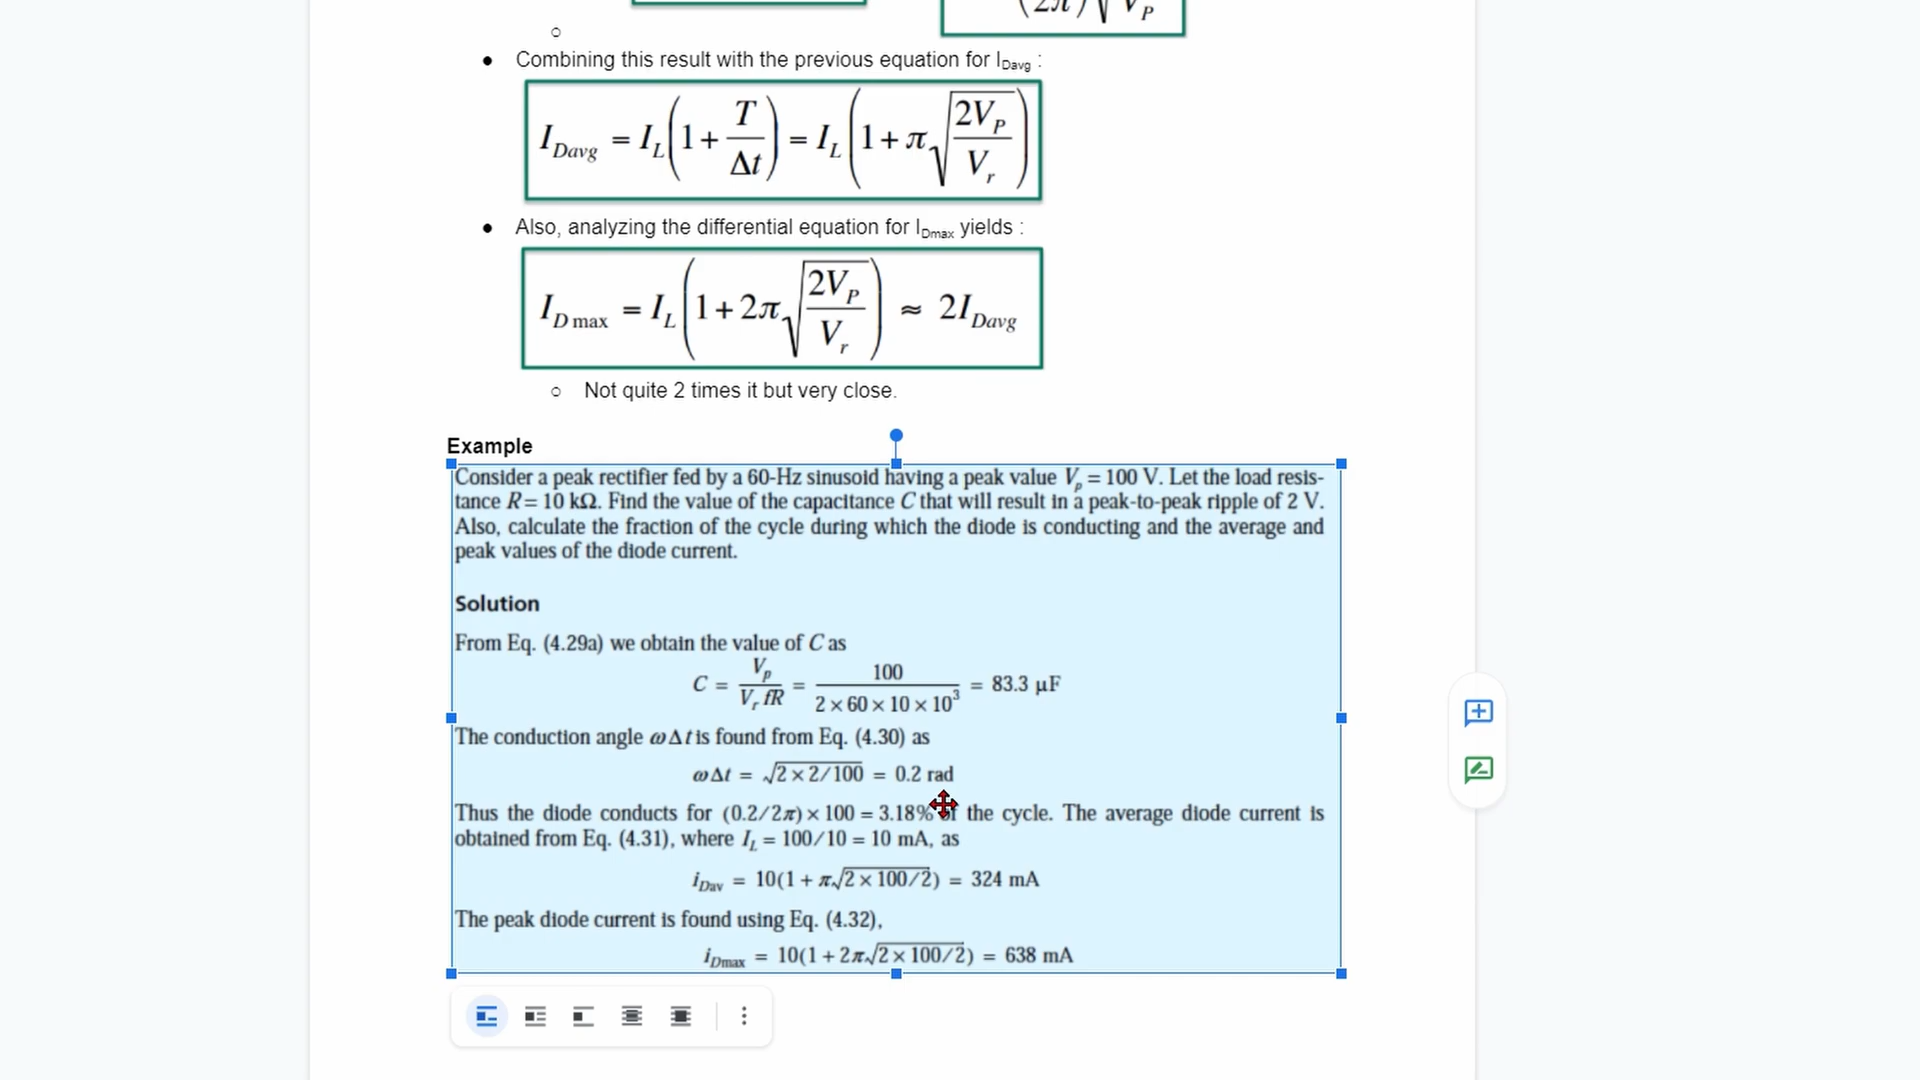 (2π)√V_P
Combining this result with the previous equation for I_Davg :
I_Davg = I_L(1 + T/Δt) = I_L(1 + π√(2V_P/V_r))
Also, analyzing the differential equation for I_Dmax yields :
I_D max = I_L(1 + 2π√(2V_P/V_r)) ≈ 2I_Davg
Not quite 2 times it but very close.
Example
Consider a peak rectifier fed by a 60-Hz sinusoid having a peak value V_p = 100 V. Let the load resis-
tance R = 10 kΩ. Find the value of the capacitance C that will result in a peak-to-peak ripple of 2 V.
Also, calculate the fraction of the cycle during which the diode is conducting and the average and
peak values of the diode current.
Solution
From Eq. (4.29a) we obtain the value of C as
C = V_p/(V_r fR) = 100/(2 × 60 × 10 × 10³) = 83.3 μF
The conduction angle ωΔt is found from Eq. (4.30) as
ωΔt = √(2 × 2/100) = 0.2 rad
Thus the diode conducts for (0.2/2π) × 100 = 3.18% of the cycle. The average diode current is
obtained from Eq. (4.31), where I_L = 100/10 = 10 mA, as
i_Dav = 10(1 + π√(2 × 100/2)) = 324 mA
The peak diode current is found using Eq. (4.32),
i_Dmax = 10(1 + 2π√(2 × 100/2)) = 638 mA